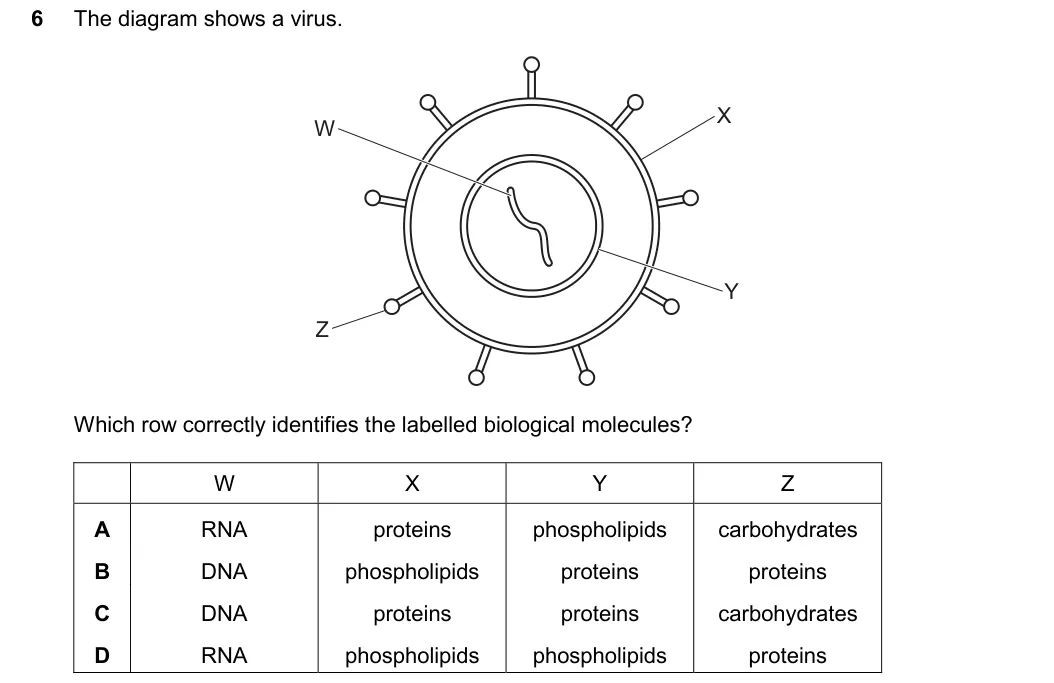 6 The diagram shows a virus.
W
X
Y
Z
Which row correctly identifies the labelled biological molecules?
W X Y Z
A RNA proteins phospholipids carbohydrates
B DNA phospholipids proteins proteins
C DNA proteins proteins carbohydrates
D RNA phospholipids phospholipids proteins